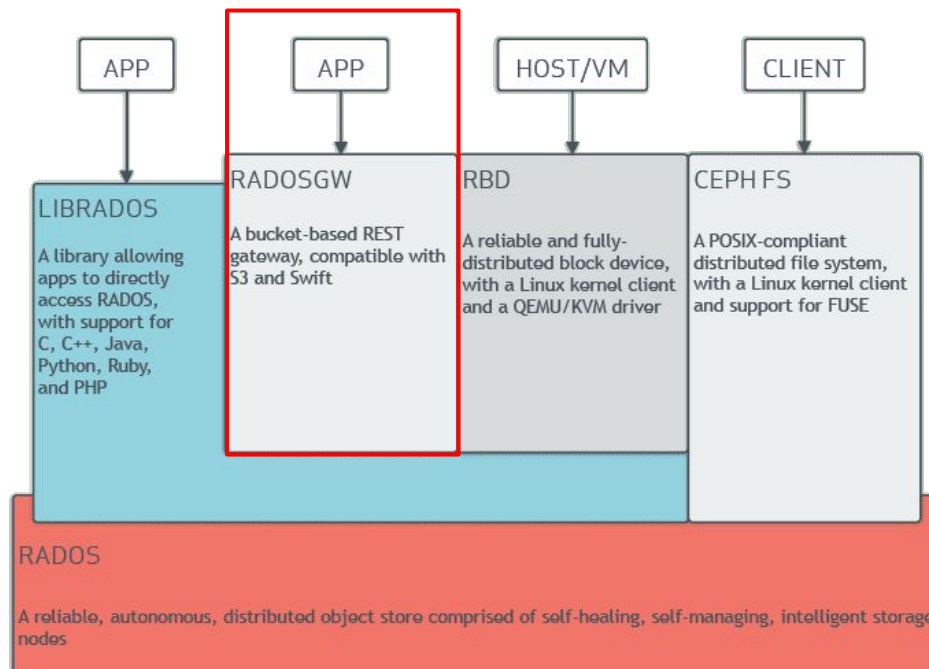 APP
APP
HOST/VM
CLIENT
LIBRADOS
A library allowing
apps to directly
access RADOS,
with support for
C, C++, Java,
Python, Ruby,
and PHP
RADOSGW
A bucket-based REST
gateway, compatible with
S3 and Swift
RBD
A reliable and fully-
distributed block device,
with a Linux kernel client
and a QEMU/KVM driver
CEPH FS
A POSIX-compliant
distributed file system,
with a Linux kernel client
and support for FUSE
RADOS
A reliable, autonomous, distributed object store comprised of self-healing, self-managing, intelligent storage
nodes